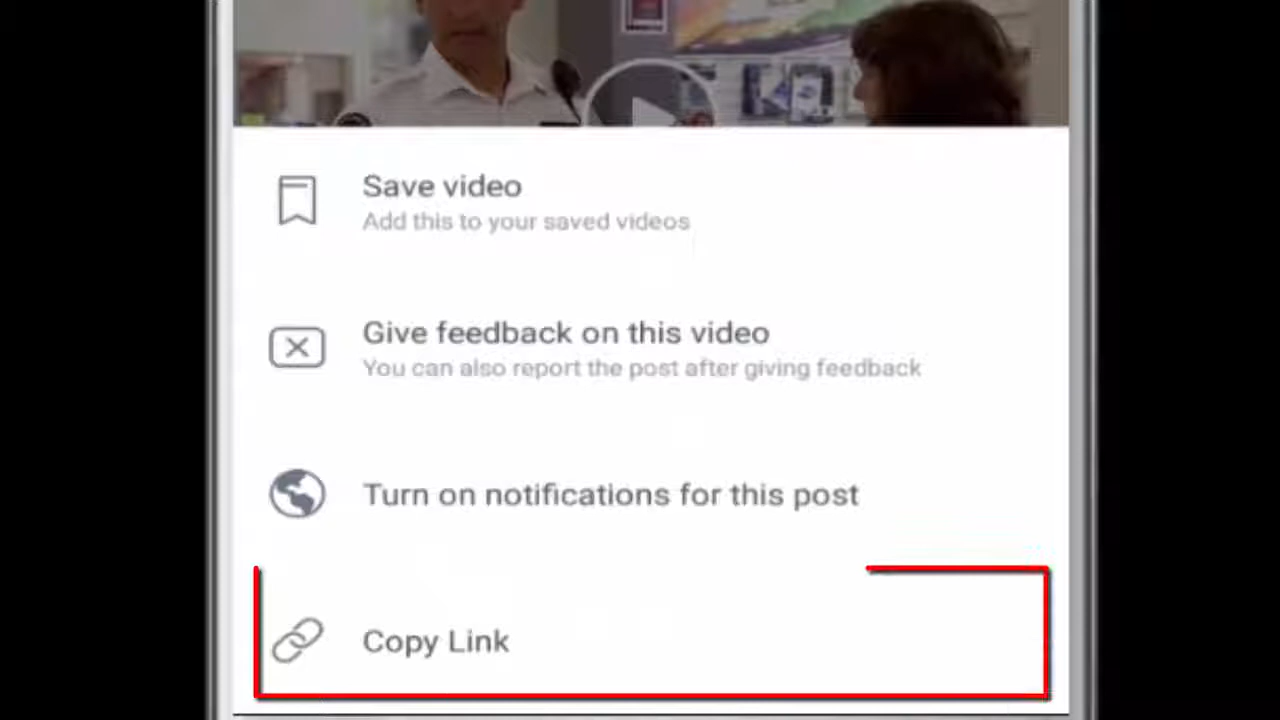 Save video
Add this to your saved videos
Give feedback on this video
You can also report the post after giving feedback
Turn on notifications for this post
Copy Link